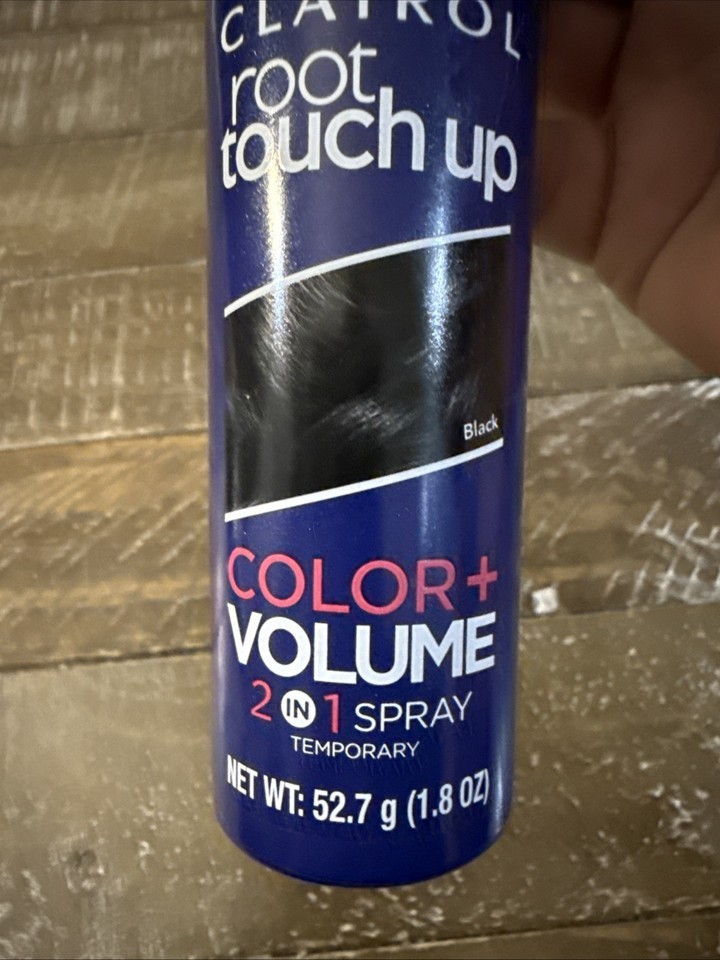 CLAIROL
root
touch up
Black
COLOR+
VOLUME
2 IN 1 SPRAY
TEMPORARY
NET WT: 52.7 g (1.8 OZ)